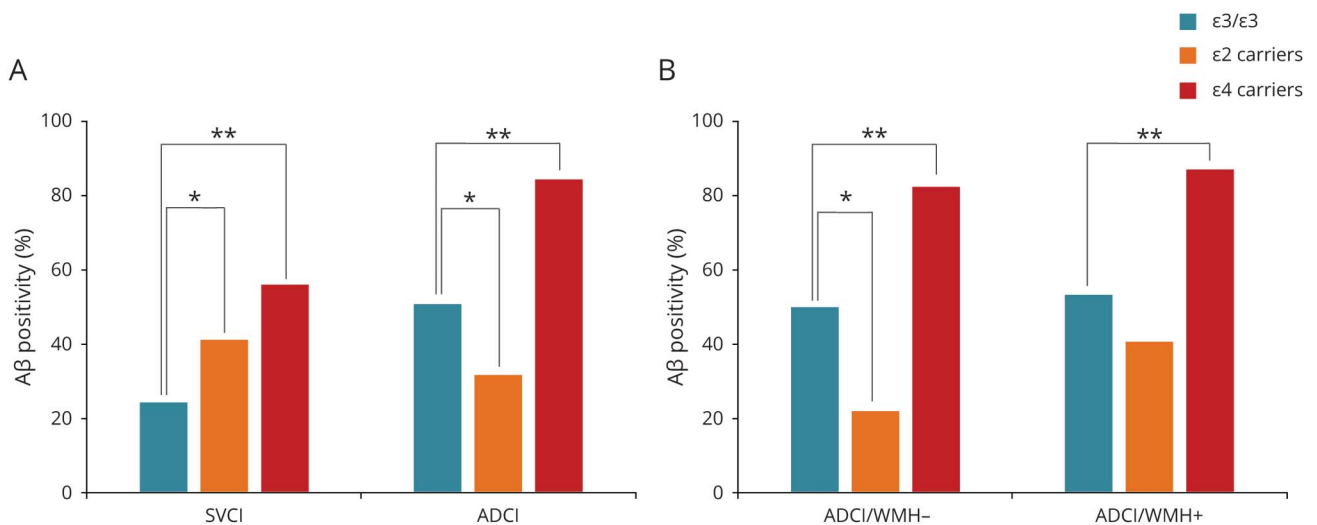 ε3/ε3
ε2 carriers
ε4 carriers
A
Aβ positivity (%)
100
80
60
40
20
0
**
*
**
*
SVCI
ADCI
B
Aβ positivity (%)
100
80
60
40
20
0
**
*
**
ADCI/WMH–
ADCI/WMH+